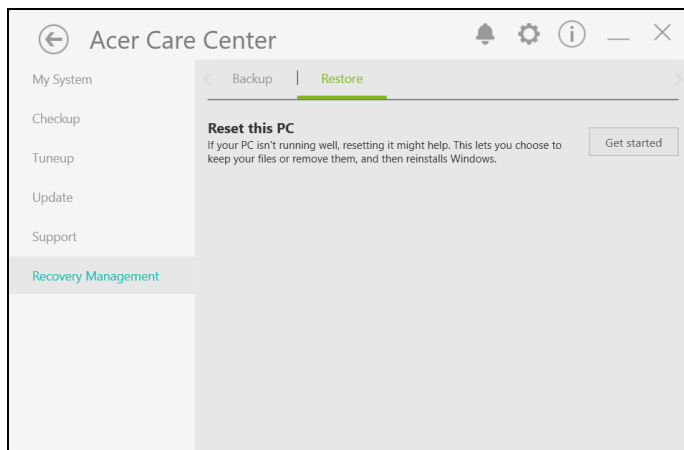 Acer Care Center
My System
Checkup
Tuneup
Update
Support
Recovery Management
Backup
Restore
Reset this PC
If your PC isn't running well, resetting it might help. This lets you choose to
keep your files or remove them, and then reinstalls Windows.
Get started